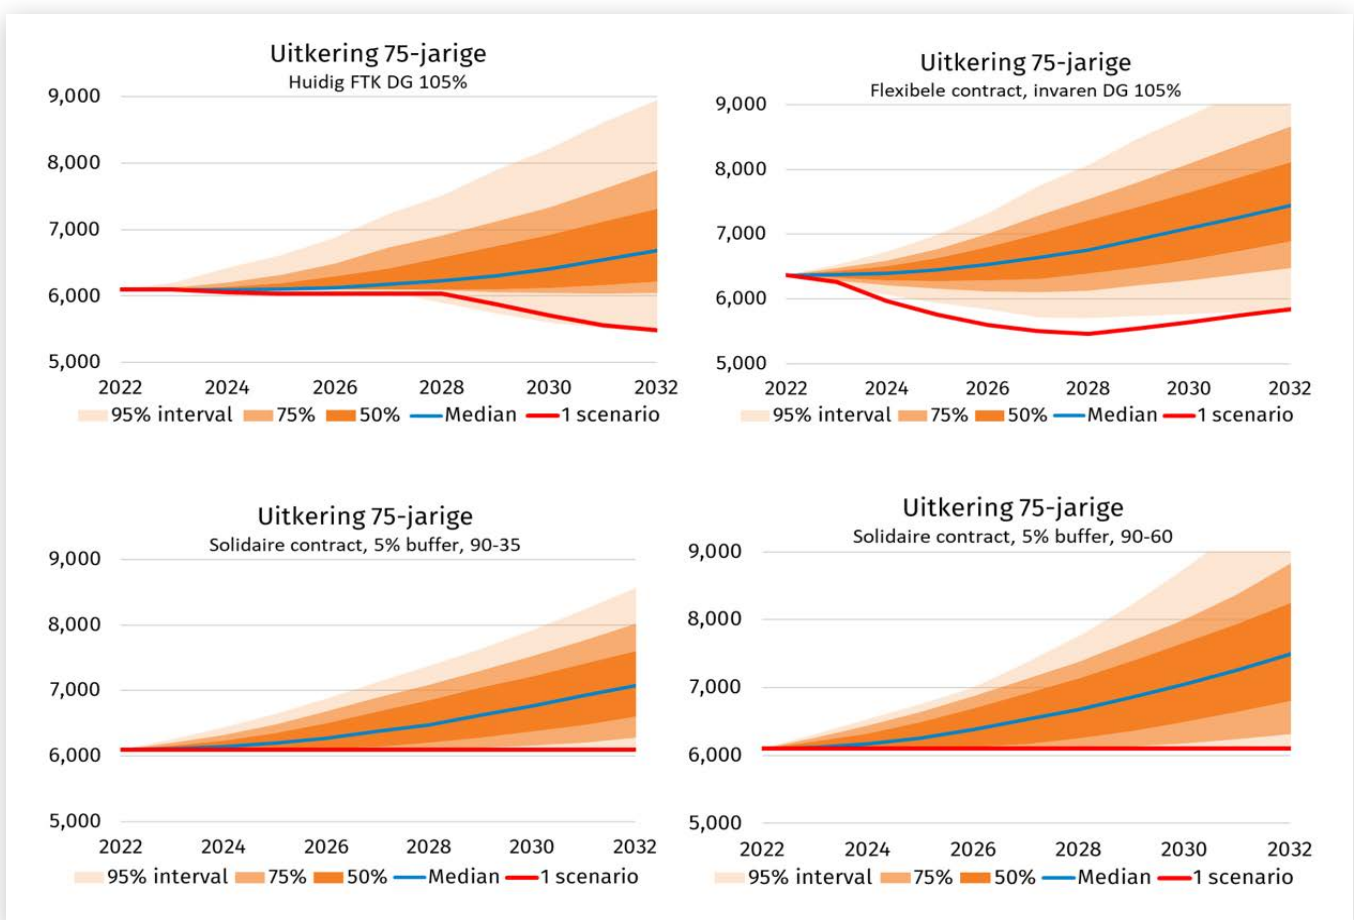 Uitkering 75-jarige
Huidig FTK DG 105%
9,000
8,000
7,000
6,000
5,000
2022 2024 2026 2028 2030 2032
95% interval 75% 50% Median 1 scenario
Uitkering 75-jarige
Flexibele contract, invaren DG 105%
9,000
8,000
7,000
6,000
5,000
2022 2024 2026 2028 2030 2032
95% interval 75% 50% Median 1 scenario
Uitkering 75-jarige
Solidaire contract, 5% buffer, 90-35
9,000
8,000
7,000
6,000
5,000
2022 2024 2026 2028 2030 2032
95% interval 75% 50% Median 1 scenario
Uitkering 75-jarige
Solidaire contract, 5% buffer, 90-60
9,000
8,000
7,000
6,000
5,000
2022 2024 2026 2028 2030 2032
95% interval 75% 50% Median 1 scenario